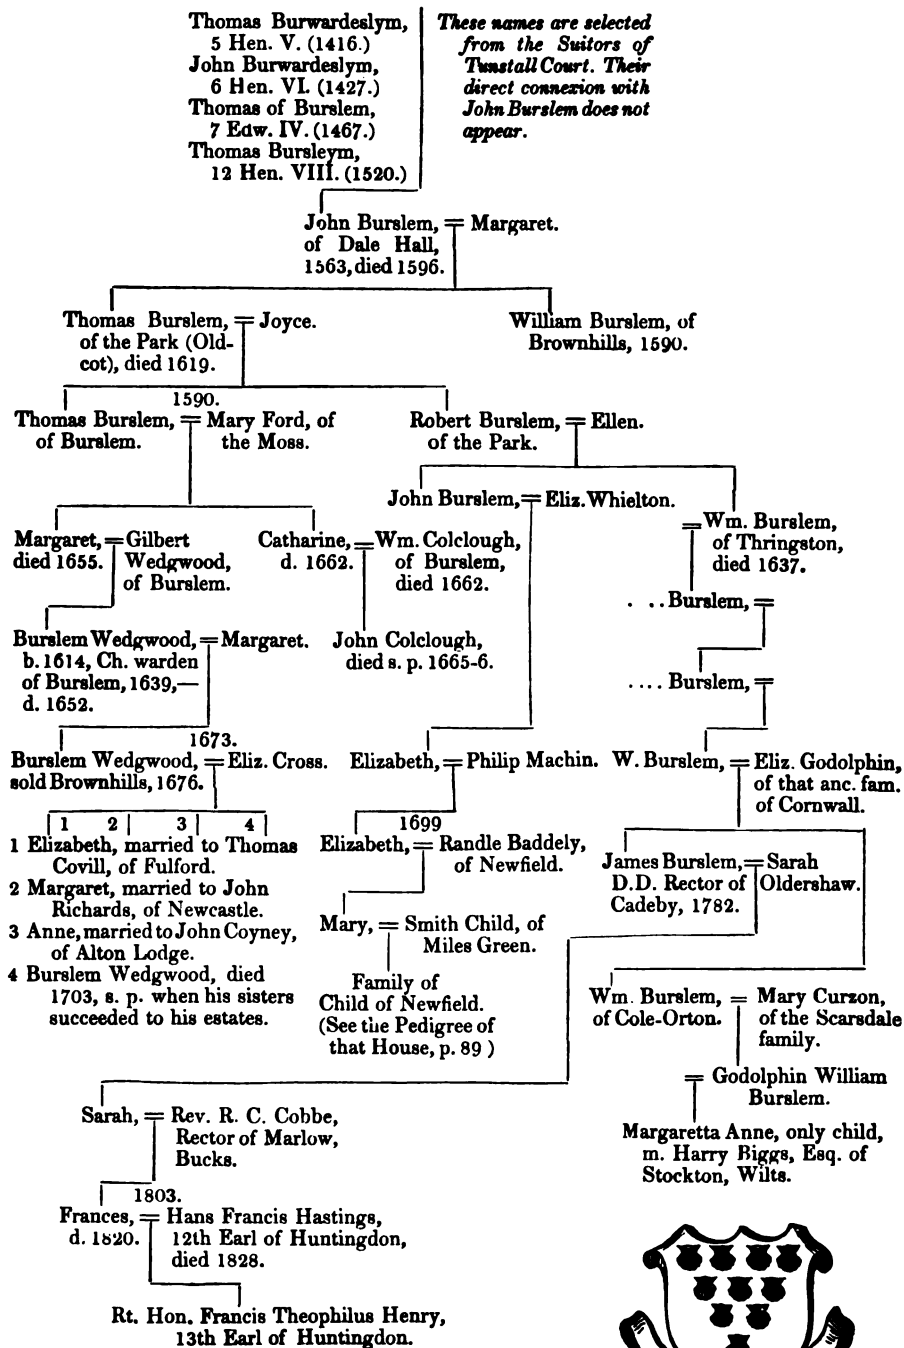 Thomas Burwardeslym,
5 Hen. V. (1416.)
John Burwardeslym,
6 Hen. VI. (1427.)
Thomas of Burslem,
7 Edw. IV. (1467.)
Thomas Bursleym,
12 Hen. VIII. (1520.)
These names are selected
from the Suitors of
Tunstall Court. Their
direct connexion with
John Burslem does not
appear.
John Burslem, = Margaret.
of Dale Hall,
1563, died 1596.
Thomas Burslem, = Joyce.
of the Park (Old-
cot), died 1619.
William Burslem, of
Brownhills, 1590.
1590.
Thomas Burslem, = Mary Ford, of
of Burslem. the Moss.
Robert Burslem, = Ellen.
of the Park.
John Burslem, = Eliz. Whielton.
= Wm. Burslem,
of Thringston,
died 1637.
Margaret, = Gilbert
died 1655. Wedgwood,
of Burslem.
Catharine, = Wm. Colclough,
d. 1662. of Burslem,
died 1662.
. .. Burslem, =
Burslem Wedgwood, = Margaret.
b. 1614, Ch. warden
of Burslem, 1639,—
d. 1652.
John Colclough,
died s. p. 1665-6.
.... Burslem, =
1673.
Burslem Wedgwood, = Eliz. Cross.
sold Brownhills, 1676.
Elizabeth, = Philip Machin.
W. Burslem, = Eliz. Godolphin,
of that anc. fam.
of Cornwall.
1 2 3 4
1 Elizabeth, married to Thomas
Covill, of Fulford.
2 Margaret, married to John
Richards, of Newcastle.
3 Anne, married to John Coyney,
of Alton Lodge.
4 Burslem Wedgwood, died
1703, s. p. when his sisters
succeeded to his estates.
1699
Elizabeth, = Randle Baddely,
of Newfield.
James Burslem, = Sarah
D.D. Rector of Oldershaw.
Cadeby, 1782.
Mary, = Smith Child, of
Miles Green.
Family of
Child of Newfield.
(See the Pedigree of
that House, p. 89 )
Wm. Burslem, = Mary Curzon,
of Cole-Orton. of the Scarsdale
family.
= Godolphin William
Burslem.
Margaretta Anne, only child,
m. Harry Biggs, Esq. of
Stockton, Wilts.
Sarah, = Rev. R. C. Cobbe,
Rector of Marlow,
Bucks.
1803.
Frances, = Hans Francis Hastings,
d. 1820. 12th Earl of Huntingdon,
died 1828.
Rt. Hon. Francis Theophilus Henry,
13th Earl of Huntingdon.